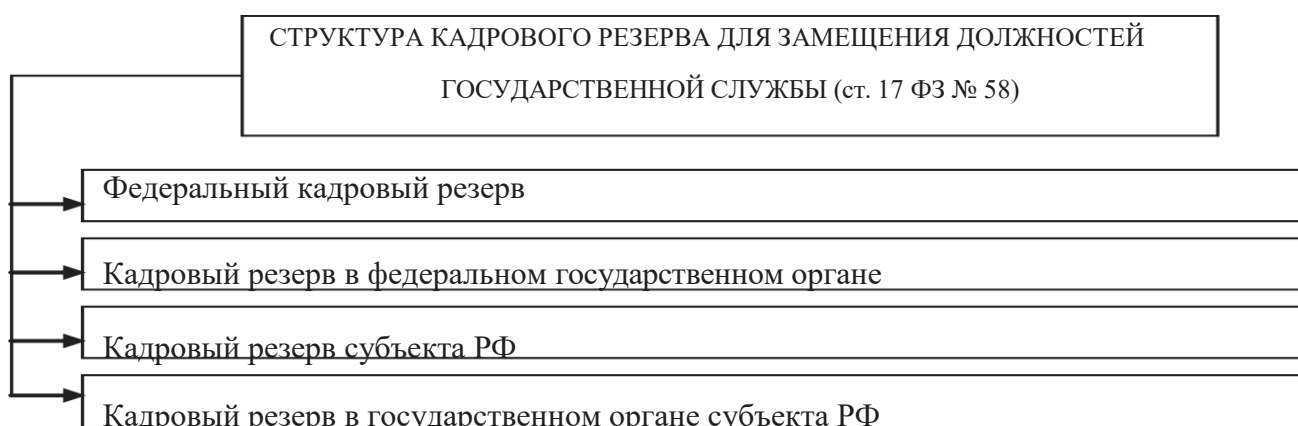 СТРУКТУРА КАДРОВОГО РЕЗЕРВА ДЛЯ ЗАМЕЩЕНИЯ ДОЛЖНОСТЕЙ
ГОСУДАРСТВЕННОЙ СЛУЖБЫ (ст. 17 ФЗ № 58)
Федеральный кадровый резерв
Кадровый резерв в федеральном государственном органе
Кадровый резерв субъекта РФ
Кадровый резерв в государственном органе субъекта РФ